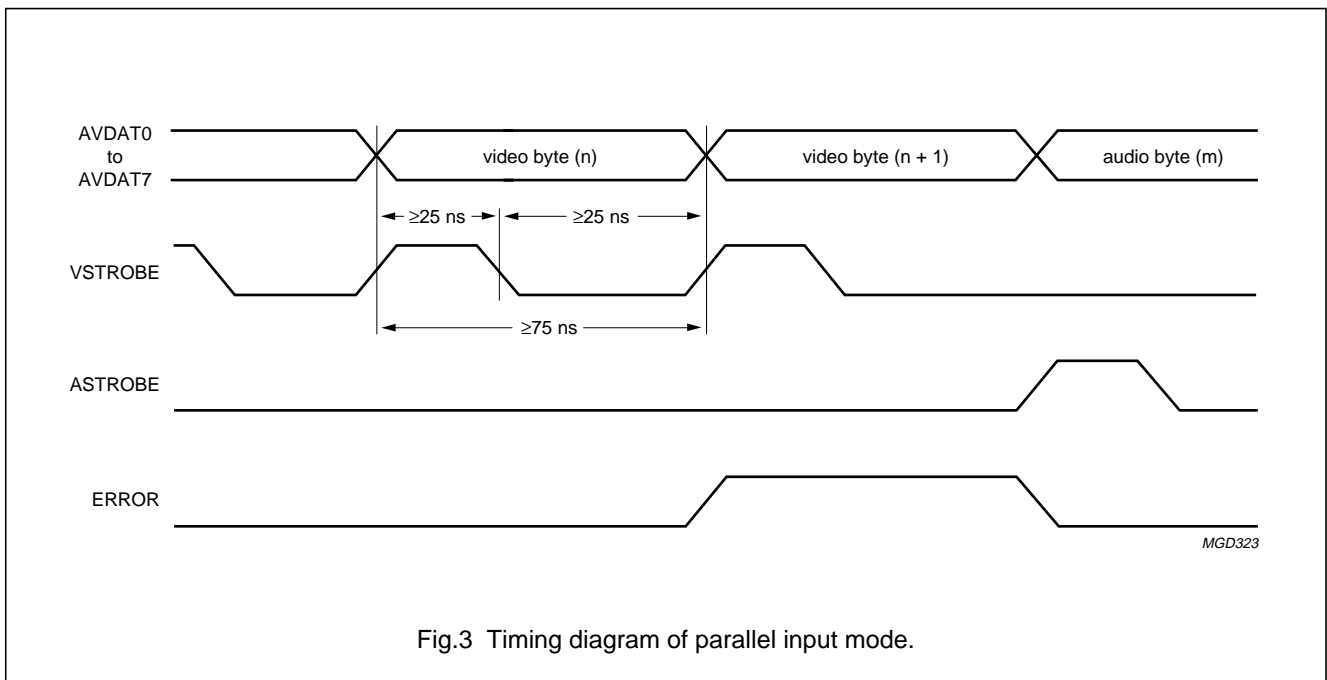 AVDAT0
to
AVDAT7
video byte (n)
video byte (n + 1)
audio byte (m)
≥25 ns
≥25 ns
VSTROBE
≥75 ns
ASTROBE
ERROR
MGD323
Fig.3 Timing diagram of parallel input mode.